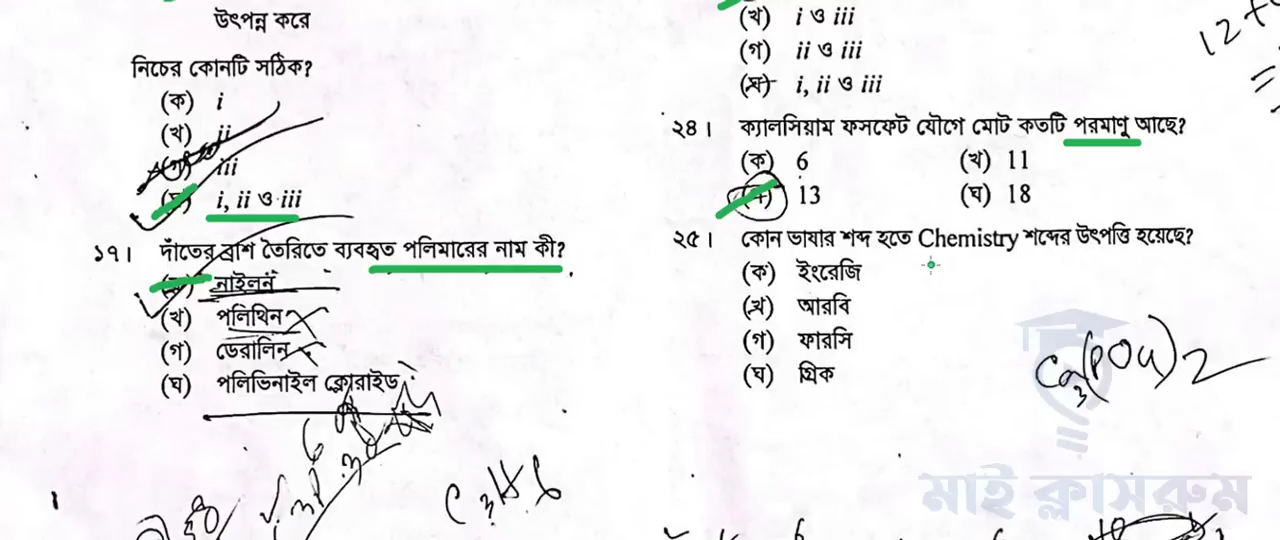 উৎপন্ন করে
নিচের কোনটি সঠিক?
(ক) i
(খ) ii
(গ) iii
(ঘ) i, ii ও iii
১৭। দাঁতের ব্রাশ তৈরিতে ব্যবহৃত পলিমারের নাম কী?
(ক) নাইলন
(খ) পলিথিন
(গ) ডেরালিন
(ঘ) পলিভিনাইল ক্লোরাইড
C3H6
(খ) i ও iii
(গ) ii ও iii
(ঘ) i, ii ও iii
12+
=
২৪। ক্যালসিয়াম ফসফেট যৌগে মোট কতটি পরমাণু আছে?
(ক) 6 (খ) 11
(গ) 13 (ঘ) 18
২৫। কোন ভাষার শব্দ হতে Chemistry শব্দের উৎপত্তি হয়েছে?
(ক) ইংরেজি
(খ) আরবি
(গ) ফারসি
(ঘ) গ্রিক
Ca3(PO4)2
মাই ক্লাসরুম